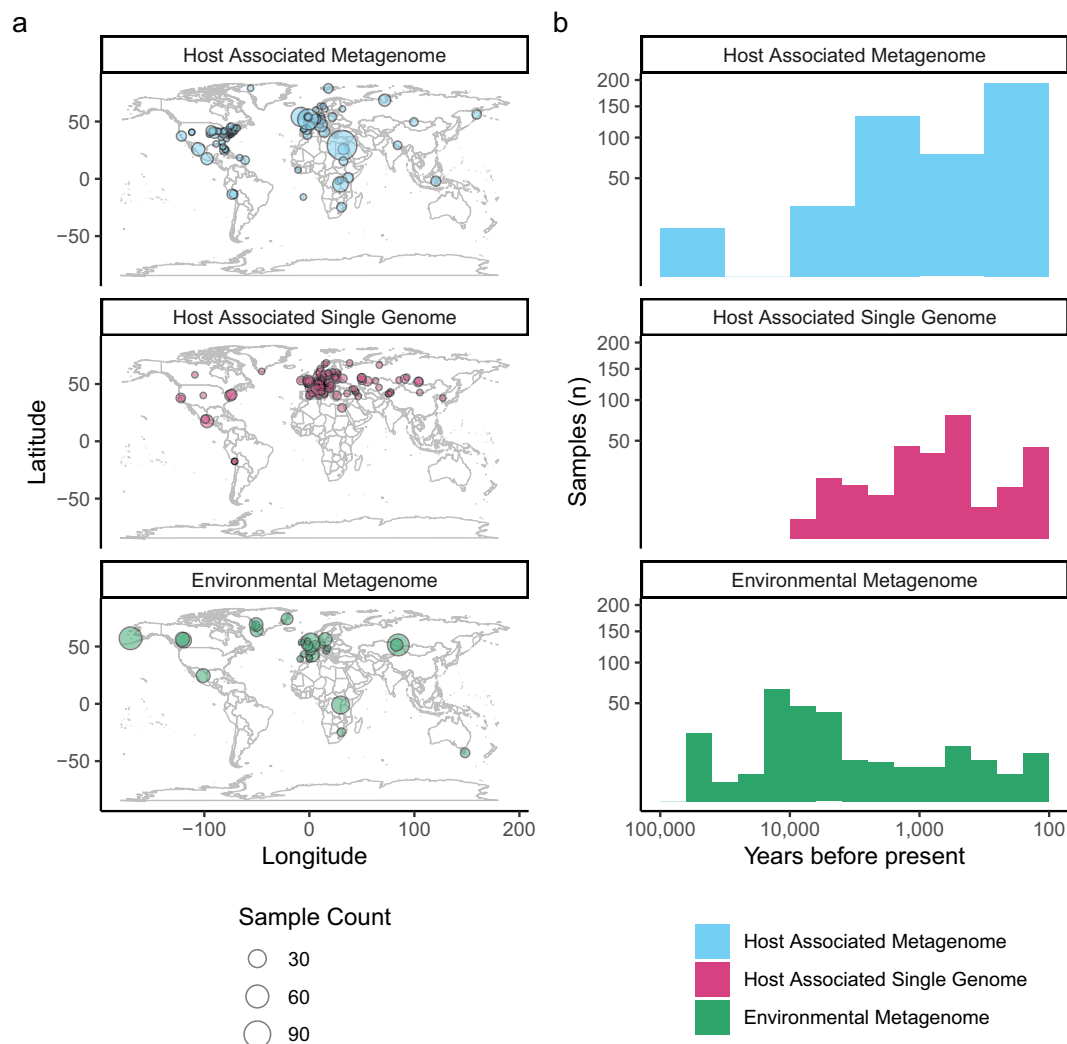 a
Host Associated Metagenome
50
0
−50
Host Associated Single Genome
50
0
−50
Environmental Metagenome
50
0
−50
−100
0
100
200
Latitude
Longitude
Sample Count
30
60
90
b
Host Associated Metagenome
200
150
100
50
Host Associated Single Genome
200
150
100
50
Environmental Metagenome
200
150
100
50
100,000
10,000
1,000
100
Samples (n)
Years before present
Host Associated Metagenome
Host Associated Single Genome
Environmental Metagenome